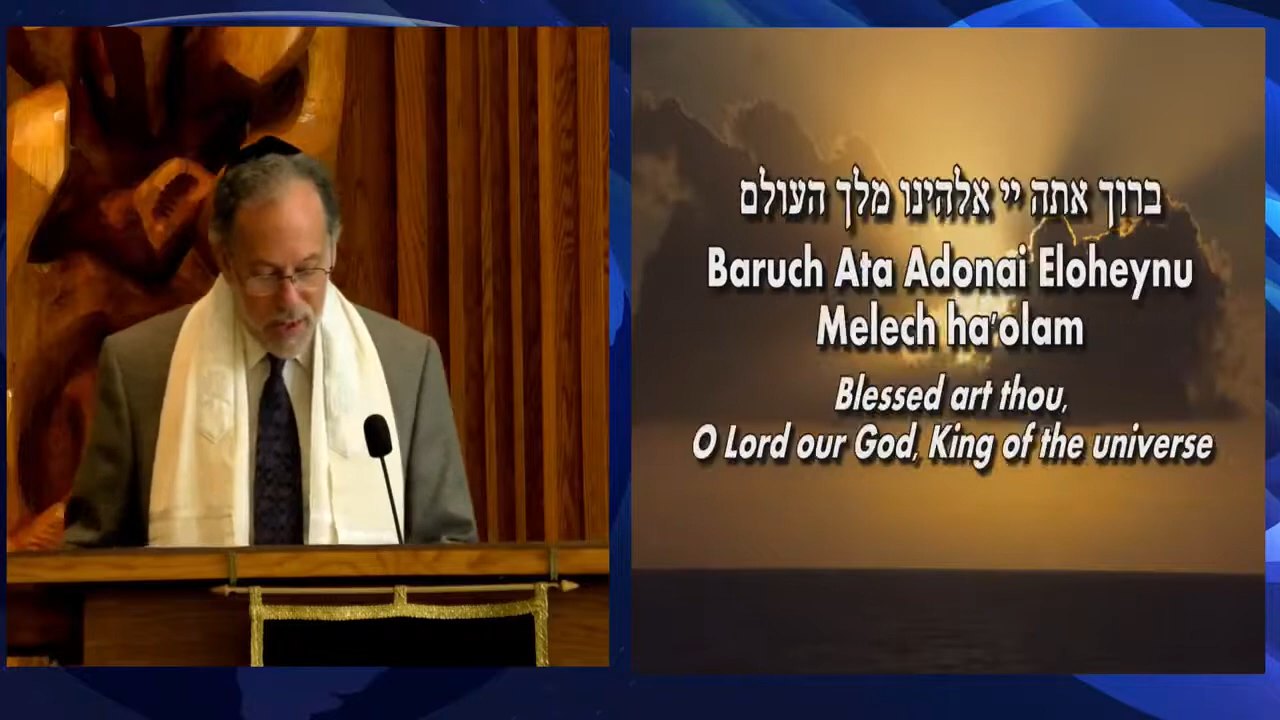 ברוך אתה יי אלהינו מלך העולם
Baruch Ata Adonai Eloheynu
Melech ha'olam
Blessed art thou,
O Lord our God, King of the universe